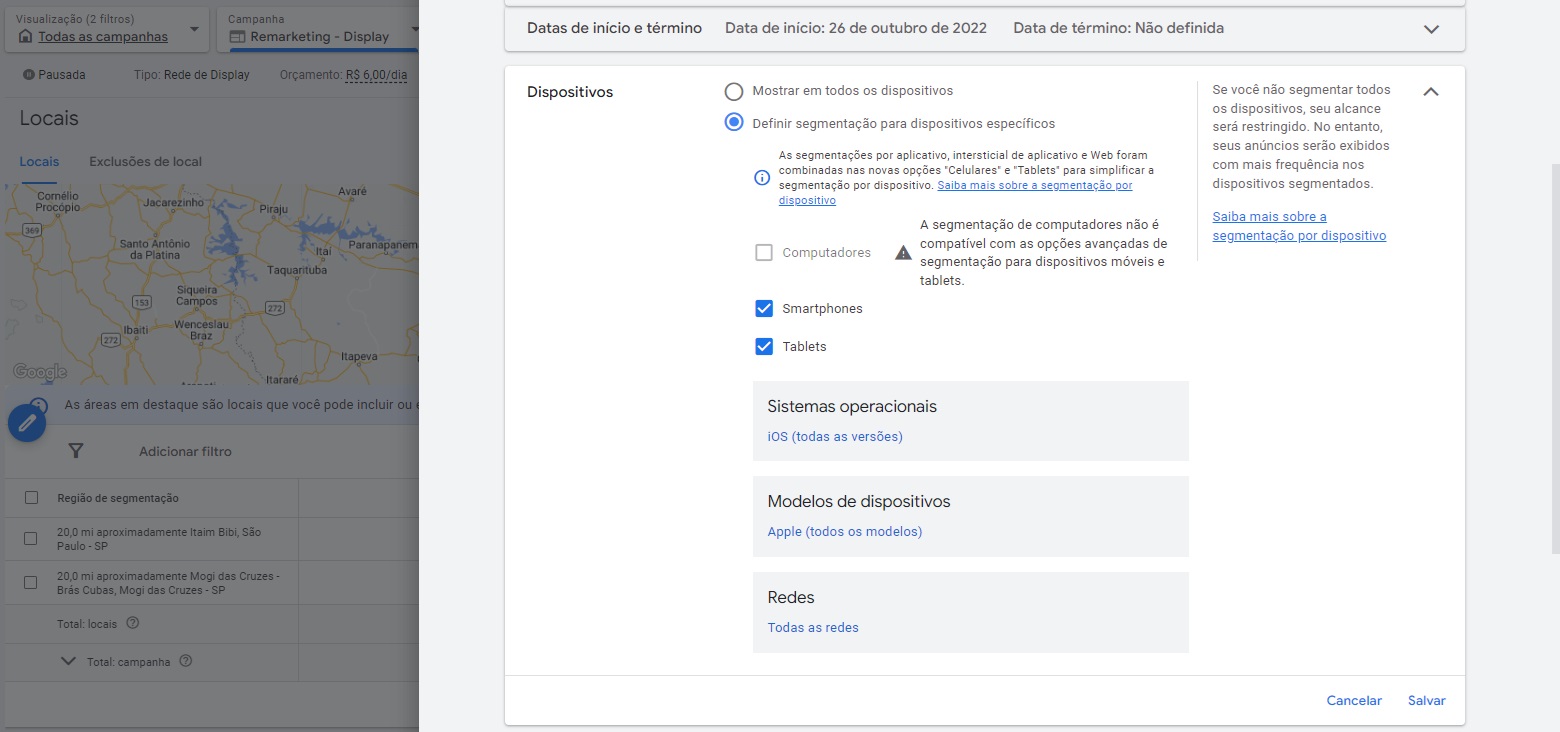 Visualização (2 filtros)
Todas as campanhas
Campanha
Remarketing - Display
Pausada
Tipo: Rede de Display
Orçamento: R$ 6,00/dia
Locais
Locais
Exclusões de local
Cornélio
Procópio
Jacarezinho
Avaré
Piraju
369
Santo Antônio
da Platina
Itaí
Paranapanem
Taquarituba
Siqueira
Campos
153
272
Ibaiti
Wenceslau
Braz
272
Itapeva
Google
Itararé
As áreas em destaque são locais que você pode incluir ou e
Adicionar filtro
Região de segmentação
20,0 mi aproximadamente Itaim Bibi, São
Paulo - SP
20,0 mi aproximadamente Mogi das Cruzes -
Brás Cubas, Mogi das Cruzes - SP
Total: locais
Total: campanha
Datas de início e término
Data de início: 26 de outubro de 2022
Data de término: Não definida
Dispositivos
Mostrar em todos os dispositivos
Definir segmentação para dispositivos específicos
As segmentações por aplicativo, intersticial de aplicativo e Web foram
combinadas nas novas opções "Celulares" e "Tablets" para simplificar a
segmentação por dispositivo. Saiba mais sobre a segmentação por
dispositivo
Computadores
A segmentação de computadores não é
compatível com as opções avançadas de
segmentação para dispositivos móveis e
tablets.
Smartphones
Tablets
Sistemas operacionais
iOS (todas as versões)
Modelos de dispositivos
Apple (todos os modelos)
Redes
Todas as redes
Se você não segmentar todos
os dispositivos, seu alcance
será restringido. No entanto,
seus anúncios serão exibidos
com mais frequência nos
dispositivos segmentados.
Saiba mais sobre a
segmentação por dispositivo
Cancelar
Salvar